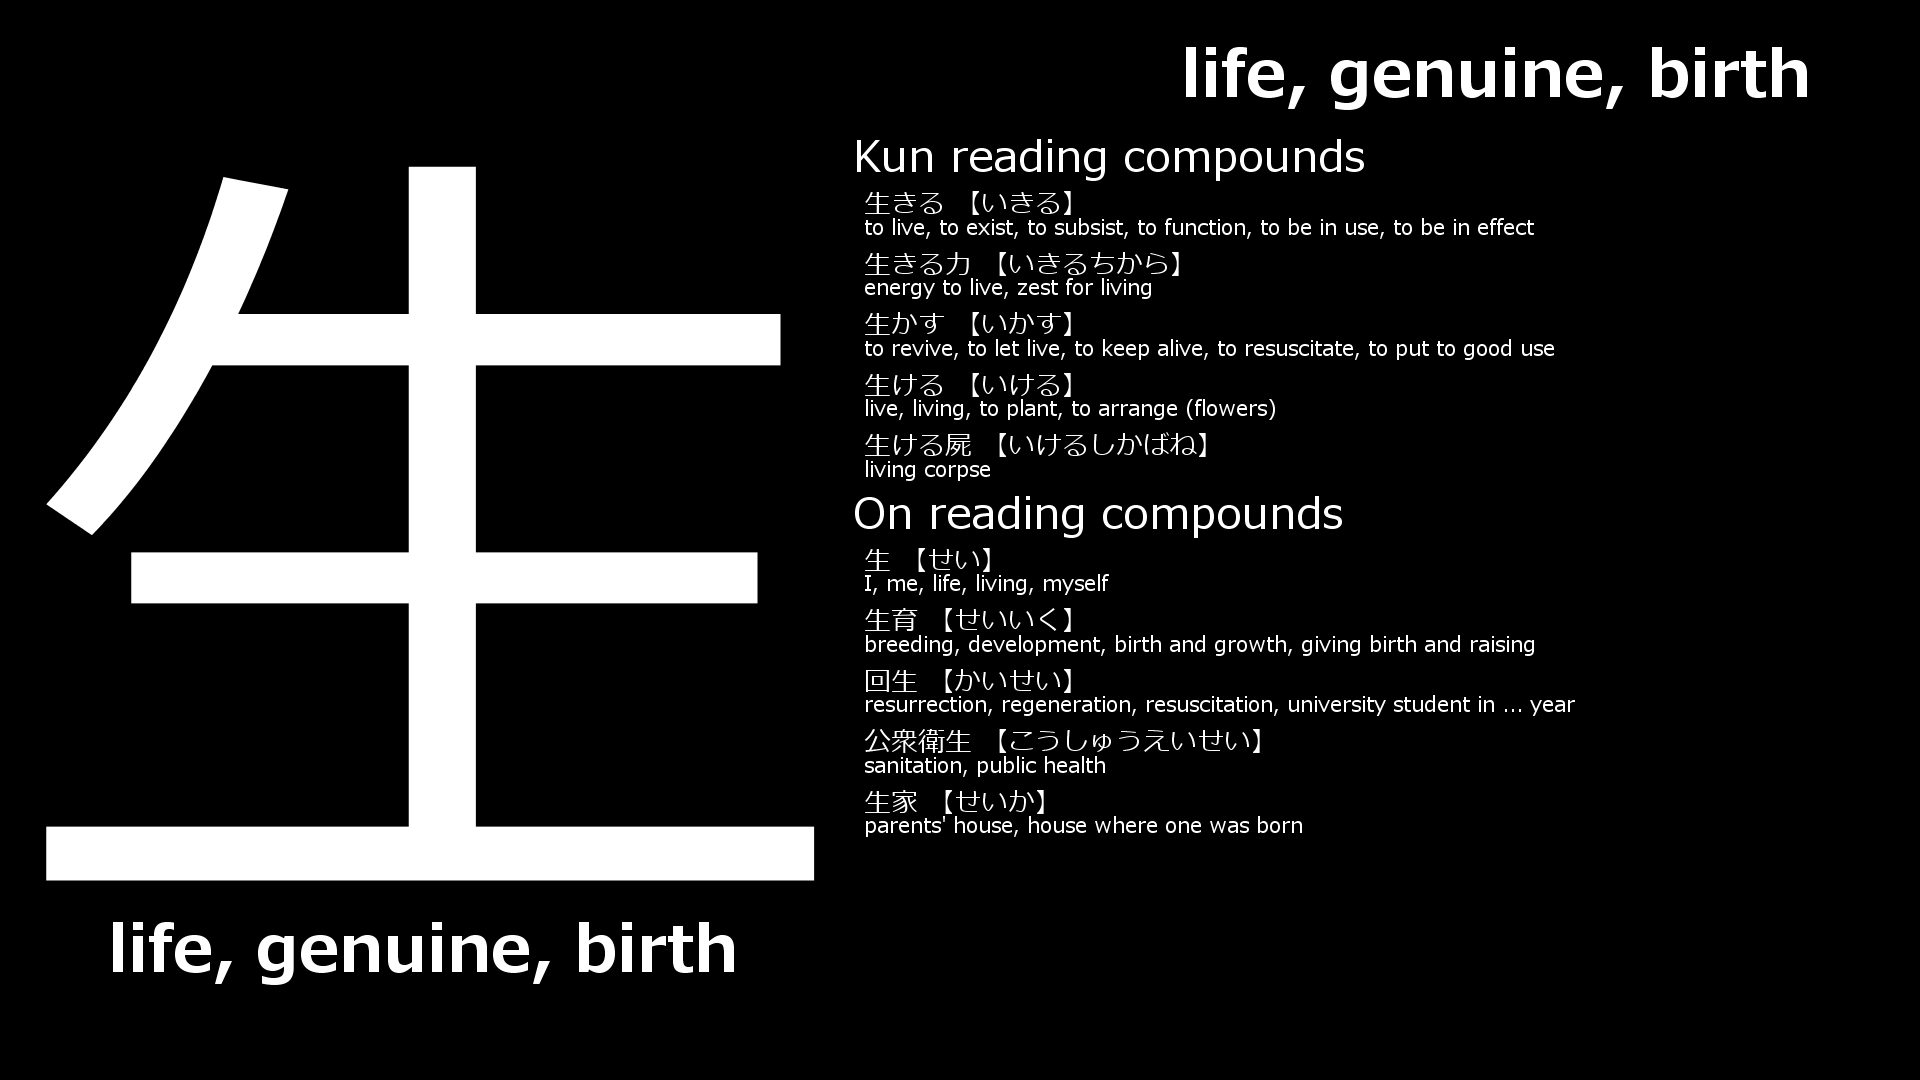 生
life, genuine, birth
life, genuine, birth
Kun reading compounds
生きる 【いきる】
to live, to exist, to subsist, to function, to be in use, to be in effect
生きる力 【いきるちから】
energy to live, zest for living
生かす 【いかす】
to revive, to let live, to keep alive, to resuscitate, to put to good use
生ける 【いける】
live, living, to plant, to arrange (flowers)
生ける屍 【いけるしかばね】
living corpse
On reading compounds
生 【せい】
I, me, life, living, myself
生育 【せいいく】
breeding, development, birth and growth, giving birth and raising
回生 【かいせい】
resurrection, regeneration, resuscitation, university student in ... year
公衆衛生 【こうしゅうえいせい】
sanitation, public health
生家 【せいか】
parents' house, house where one was born